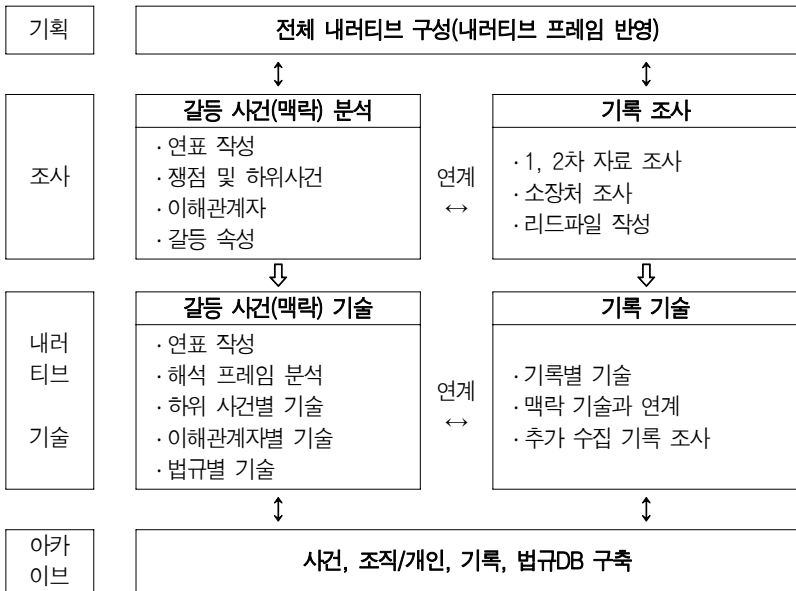 기획
전체 내러티브 구성(내러티브 프레임 반영)
↕ ↕
조사
갈등 사건(맥락) 분석
· 연표 작성
· 쟁점 및 하위사건
· 이해관계자
· 갈등 속성
연계
↔
기록 조사
· 1, 2차 자료 조사
· 소장처 조사
· 리드파일 작성
⇩ ⇩
내러
티브
기술
갈등 사건(맥락) 기술
· 연표 작성
· 해석 프레임 분석
· 하위 사건별 기술
· 이해관계자별 기술
· 법규별 기술
연계
↔
기록 기술
· 기록별 기술
· 맥락 기술과 연계
· 추가 수집 기록 조사
↕ ↕
아카
이브
사건, 조직/개인, 기록, 법규DB 구축